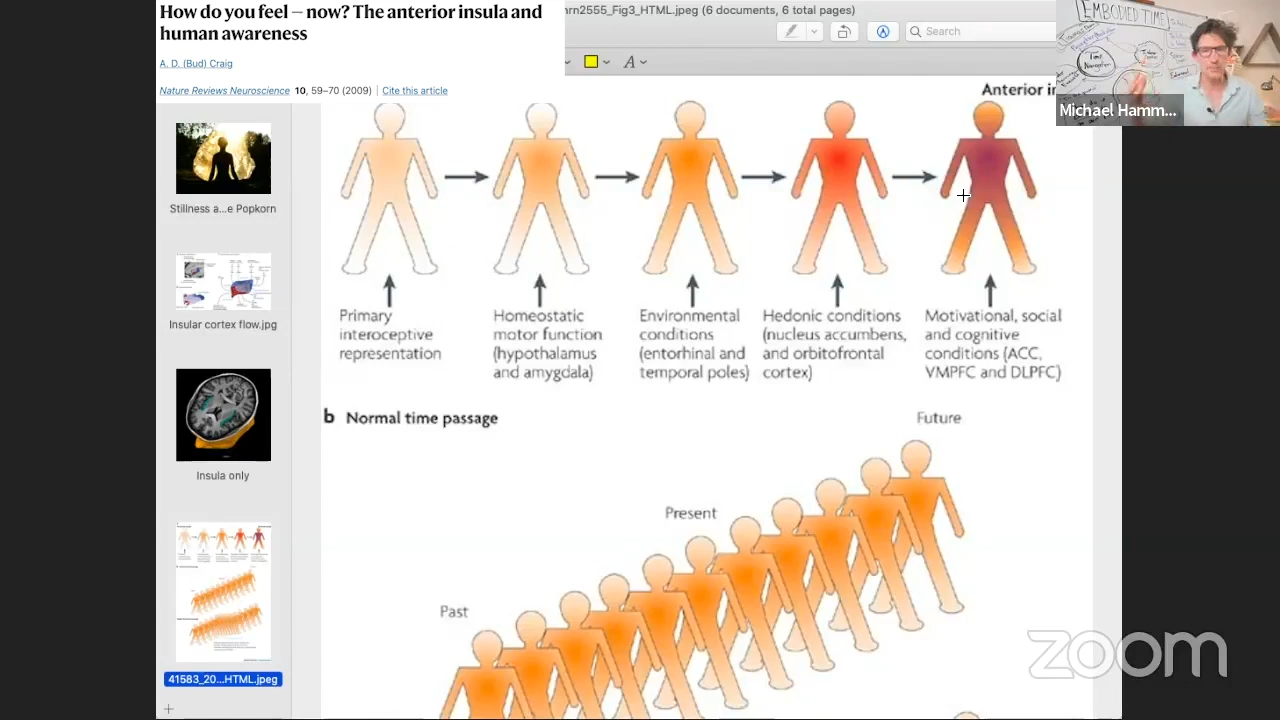 How do you feel — now? The anterior insula and
human awareness
A. D. (Bud) Craig
Nature Reviews Neuroscience 10, 59–70 (2009) | Cite this article
nrn2555_Fig3_HTML.jpeg (6 documents, 6 total pages)
Search
A
EMBODIED TIME
Michael Hamm...
Anterior in
Stillness a...e Popkorn
Insular cortex flow.jpg
Insula only
41583_20...HTML.jpeg
Primary
interoceptive
representation
Homeostatic
motor function
(hypothalamus
and amygdala)
Environmental
conditions
(entorhinal and
temporal poles)
Hedonic conditions
(nucleus accumbens,
and orbitofrontal
cortex)
Motivational, social
and cognitive
conditions (ACC,
VMPFC and DLPFC)
b Normal time passage
Future
Present
Past
zoom